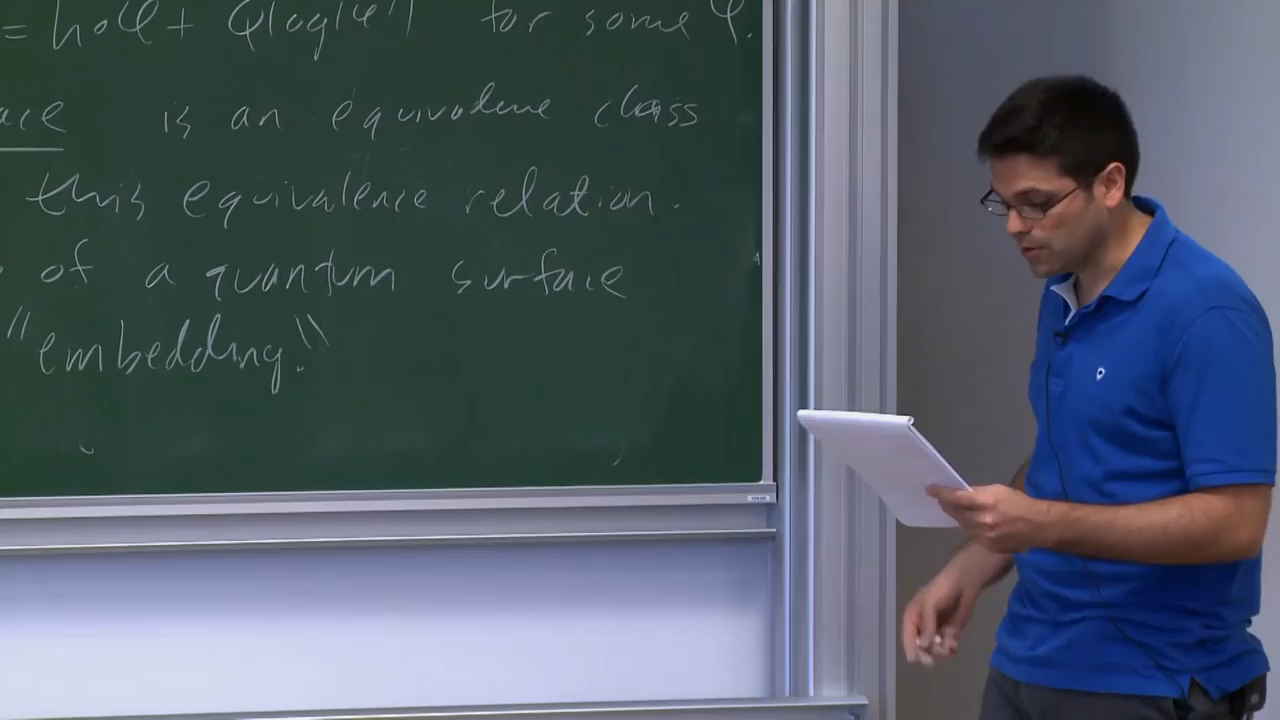 = h∘φ + Q log|φ'| for some φ.
ace is an equivalence class
this equivalence relation.
of a quantum surface
"embedding."